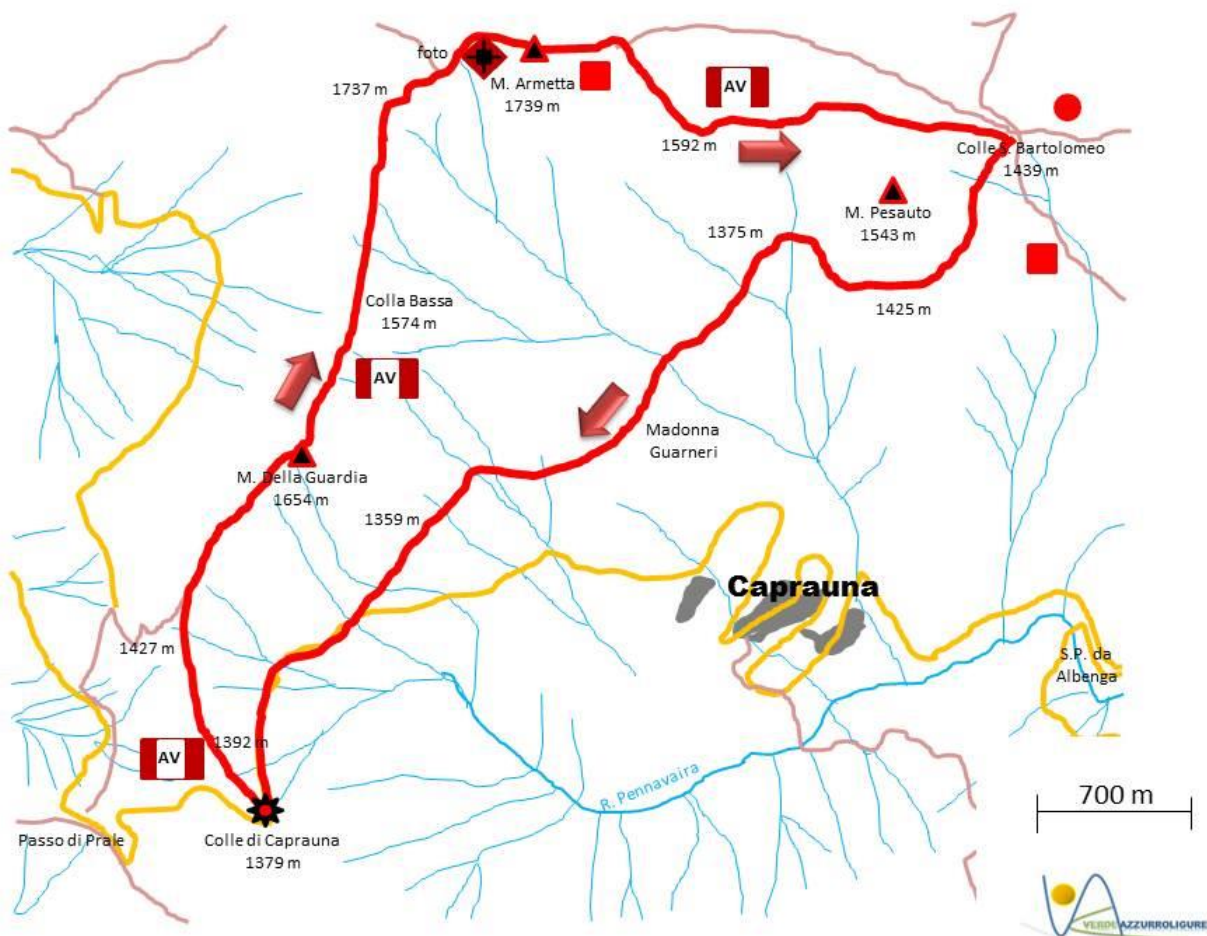 foto
M. Armetta
1739 m
1737 m
AV
1592 m
Colle S. Bartolomeo
1439 m
M. Pesauto
1543 m
1375 m
1425 m
Colla Bassa
1574 m
AV
Madonna
Guarneri
M. Della Guardia
1654 m
1359 m
Caprauna
1427 m
S.P. da
Albenga
1392 m
AV
R. Pennavaira
700 m
Passo di Prale
Colle di Caprauna
1379 m
VERDEAZZURROLIGURE